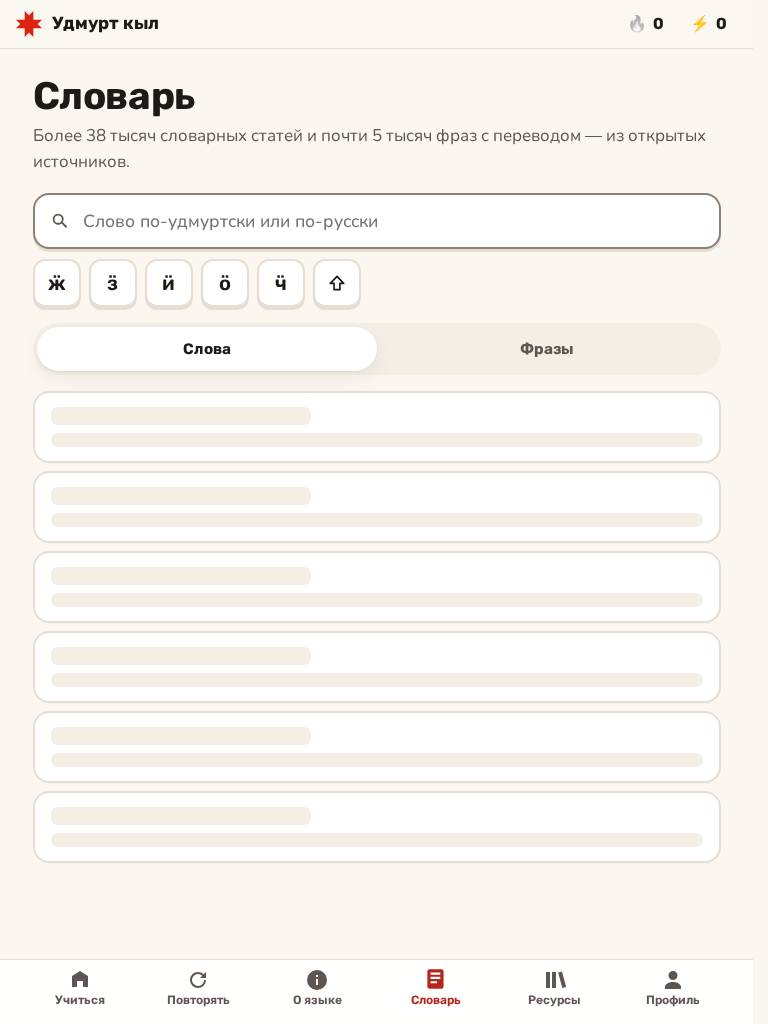 Удмурт кыл
0
0
Словарь
Более 38 тысяч словарных статей и почти 5 тысяч фраз с переводом — из открытых
источников.
Слово по-удмуртски или по-русски
ӝ ӟ ӥ ӧ ӵ
Слова
Фразы
Учиться
Повторять
О языке
Словарь
Ресурсы
Профиль